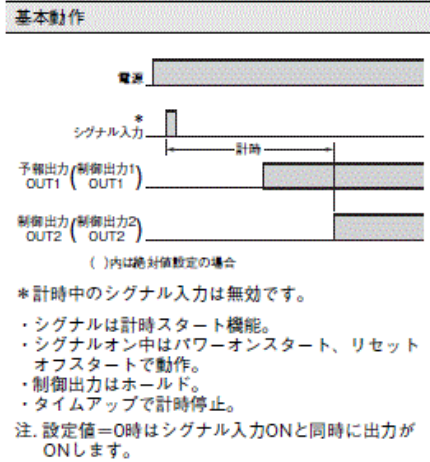 基本動作
電源
*
シグナル入力
計時
予報出力(制御出力1)
OUT1 ( OUT1 )
制御出力(制御出力2)
OUT2 ( OUT2 )
( )内は絶対値設定の場合
*計時中のシグナル入力は無効です。
・シグナルは計時スタート機能。
・シグナルオン中はパワーオンスタート、リセット
オフスタートで動作。
・制御出力はホールド。
・タイムアップで計時停止。
注. 設定値=0時はシグナル入力ONと同時に出力が
ONします。